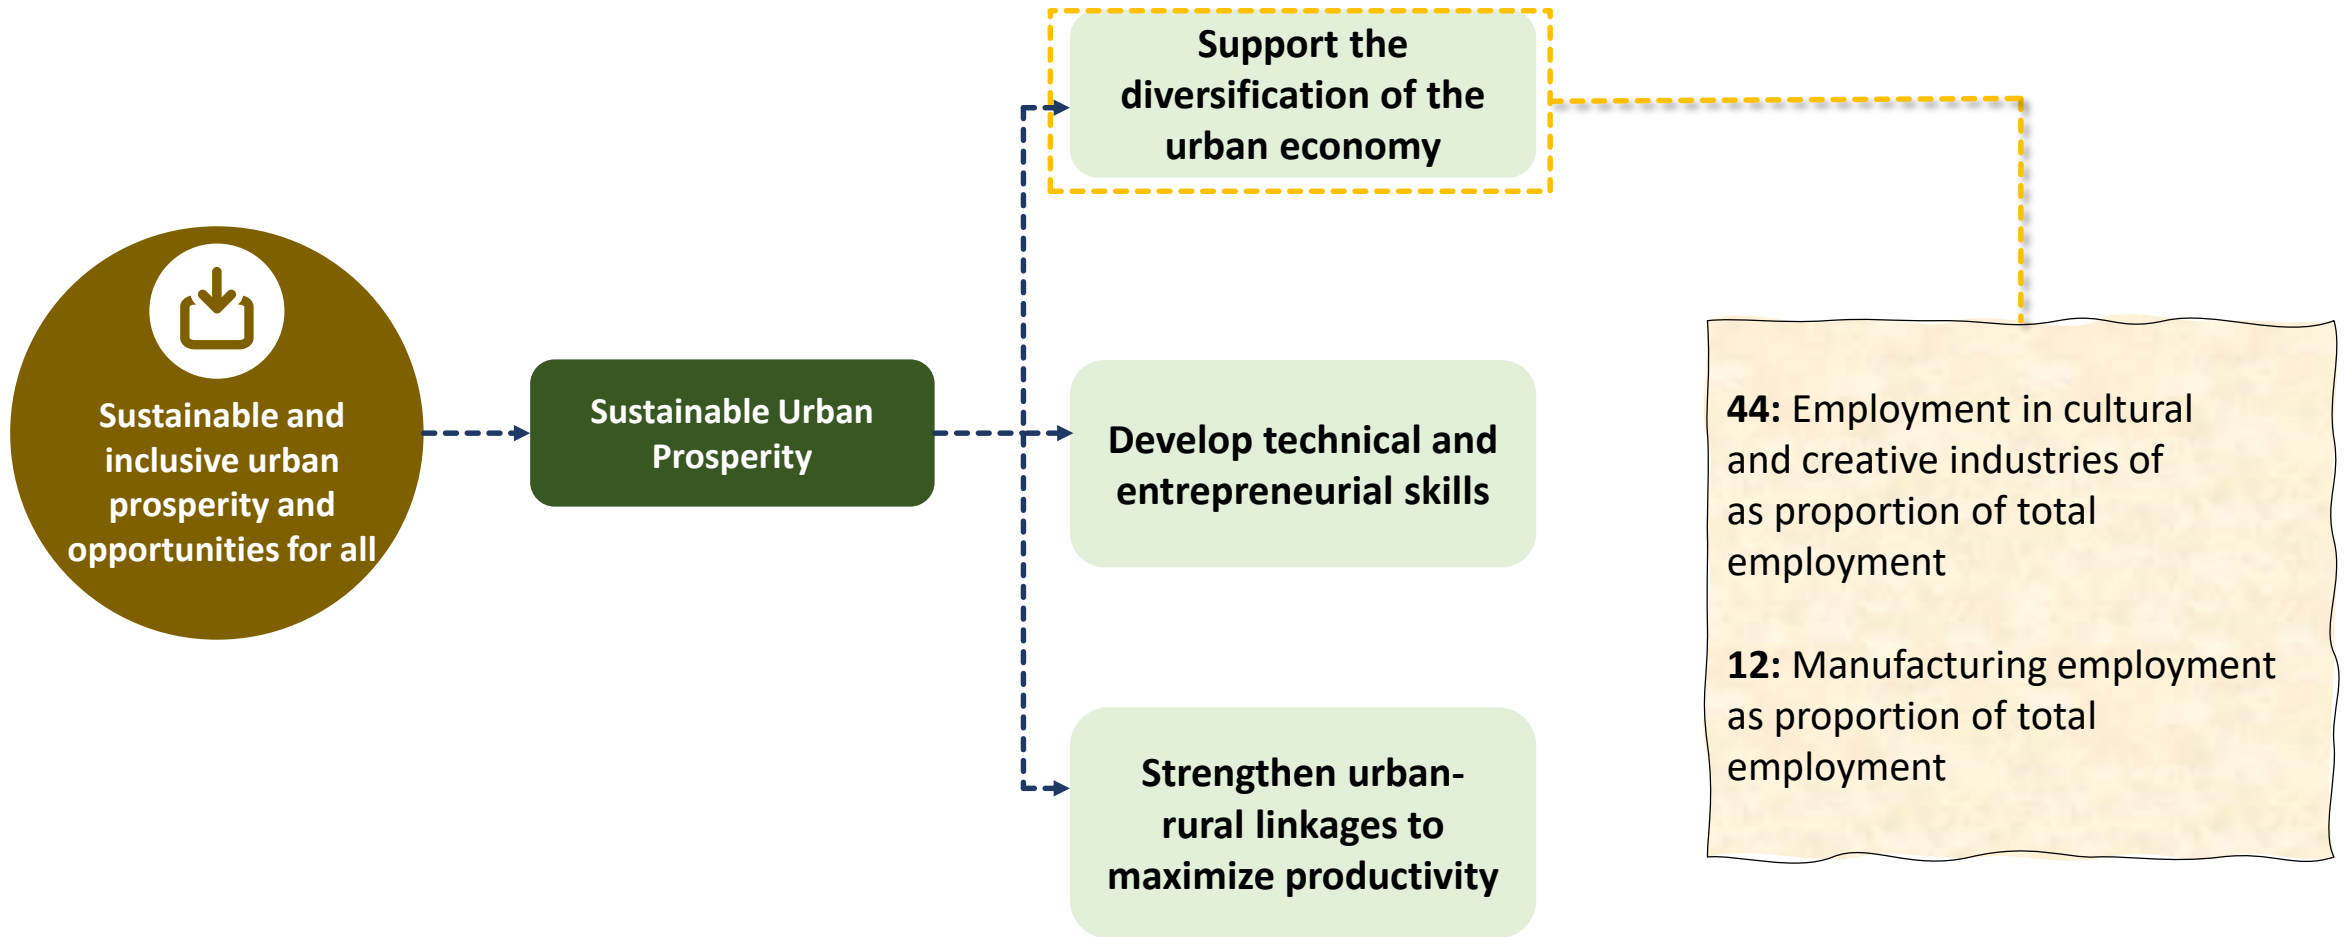 Sustainable and
inclusive urban
prosperity and
opportunities for all
Sustainable Urban
Prosperity
Support the
diversification of the
urban economy
Develop technical and
entrepreneurial skills
Strengthen urban-
rural linkages to
maximize productivity
44: Employment in cultural
and creative industries of
as proportion of total
employment
12: Manufacturing employment
as proportion of total
employment